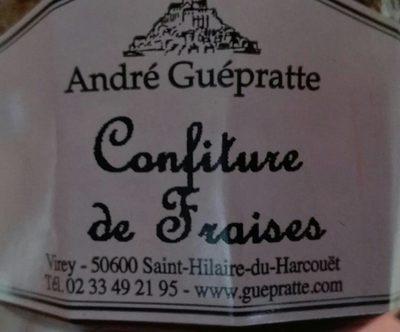 André Guépratte
Confiture
de Fraises
Virey - 50600 Saint-Hilaire-du-Harcouët
Tél. 02 33 49 21 95 - www.guepratte.com